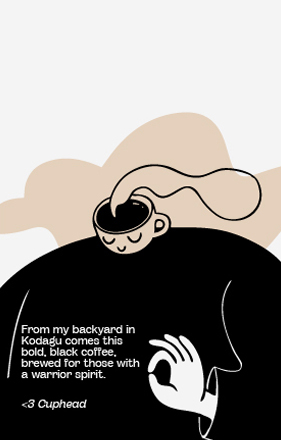 From my backyard in
Kodagu comes this
bold, black coffee,
brewed for those with
a warrior spirit.
<3 Cuphead